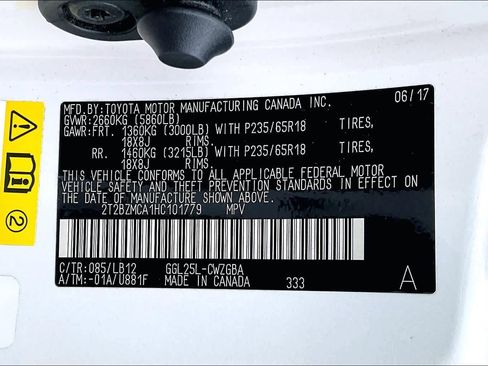 MFD.BY:TOYOTA MOTOR MANUFACTURING CANADA INC. 06/17
GVWR:2660KG (5860LB)
GAWR:FRT. 1360KG (3000LB) WITH P235/65R18 TIRES,
18X8J RIMS.
RR. 1460KG (3215LB) WITH P235/65R18 TIRES,
18X8J RIMS.
THIS VEHICLE CONFORMS TO ALL APPLICABLE FEDERAL MOTOR
VEHICLE SAFETY AND THEFT PREVENTION STANDARDS IN EFFECT ON
THE DATE OF MANUFACTURE SHOWN ABOVE.
2T2BZMCA1HC101779 MPV
C/TR:085/LB12 GGL25L-CWZGBA
A/TM:-01A/U881F MADE IN CANADA 333 A
2